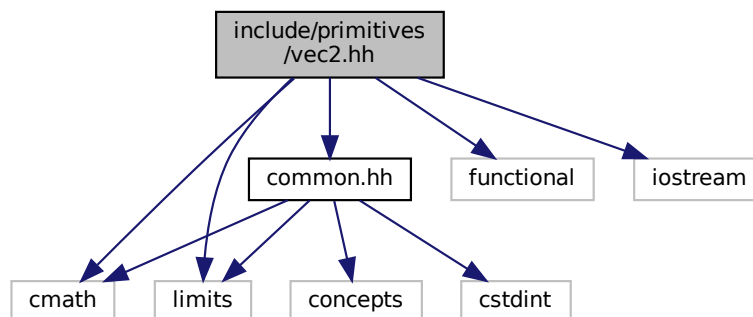 include/primitives
/vec2.hh
common.hh
functional
iostream
cmath
limits
concepts
cstdint